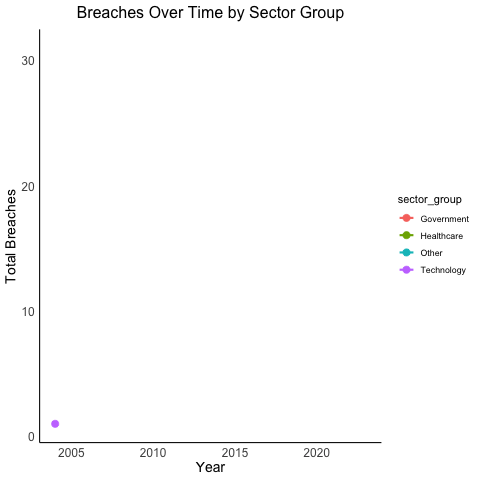 Breaches Over Time by Sector Group
30
20
10
0
Total Breaches
2005 2010 2015 2020
Year
sector_group
Government
Healthcare
Other
Technology